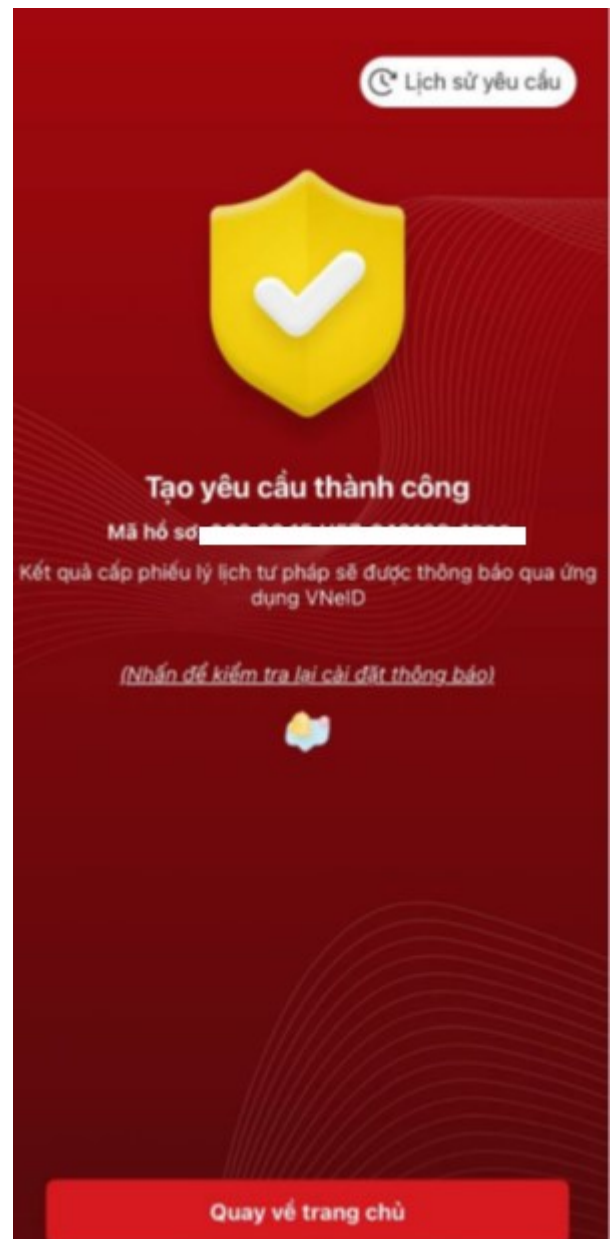 Lịch sử yêu cầu
Tạo yêu cầu thành công
Mã hồ sơ
Kết quả cấp phiếu lý lịch tư pháp sẽ được thông báo qua ứng
dụng VNeID
(Nhấn để kiểm tra lại cài đặt thông báo)
Quay về trang chủ